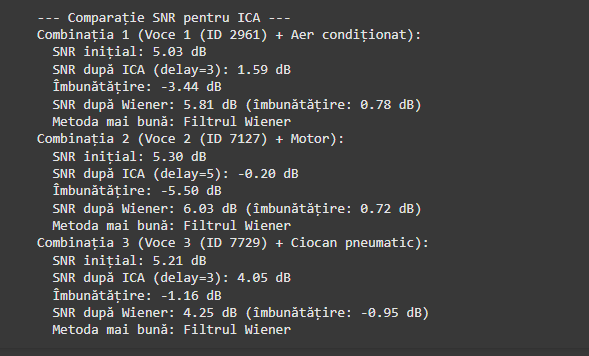 --- Comparație SNR pentru ICA ---
Combinația 1 (Voce 1 (ID 2961) + Aer condiționat):
SNR inițial: 5.03 dB
SNR după ICA (delay=3): 1.59 dB
Îmbunătățire: -3.44 dB
SNR după Wiener: 5.81 dB (îmbunătățire: 0.78 dB)
Metoda mai bună: Filtrul Wiener
Combinația 2 (Voce 2 (ID 7127) + Motor):
SNR inițial: 5.30 dB
SNR după ICA (delay=5): -0.20 dB
Îmbunătățire: -5.50 dB
SNR după Wiener: 6.03 dB (îmbunătățire: 0.72 dB)
Metoda mai bună: Filtrul Wiener
Combinația 3 (Voce 3 (ID 7729) + Ciocan pneumatic):
SNR inițial: 5.21 dB
SNR după ICA (delay=3): 4.05 dB
Îmbunătățire: -1.16 dB
SNR după Wiener: 4.25 dB (îmbunătățire: -0.95 dB)
Metoda mai bună: Filtrul Wiener